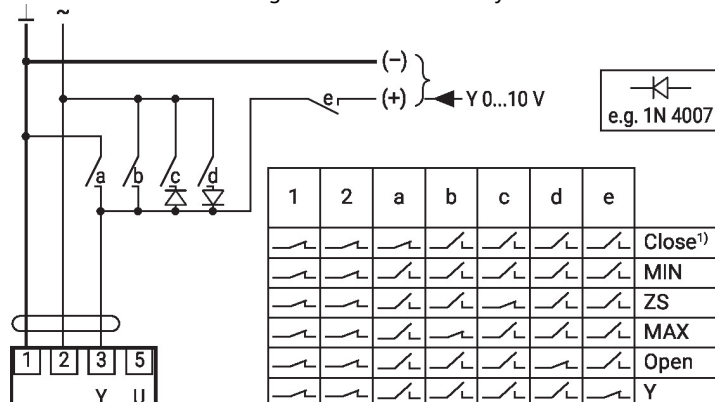 ⊥ ~
(−)
e (+) Y 0...10 V
e.g. 1N 4007
a b c d
1 2 a b c d e
Close¹⁾
MIN
ZS
MAX
Open
Y
1 2 3 5
Y U